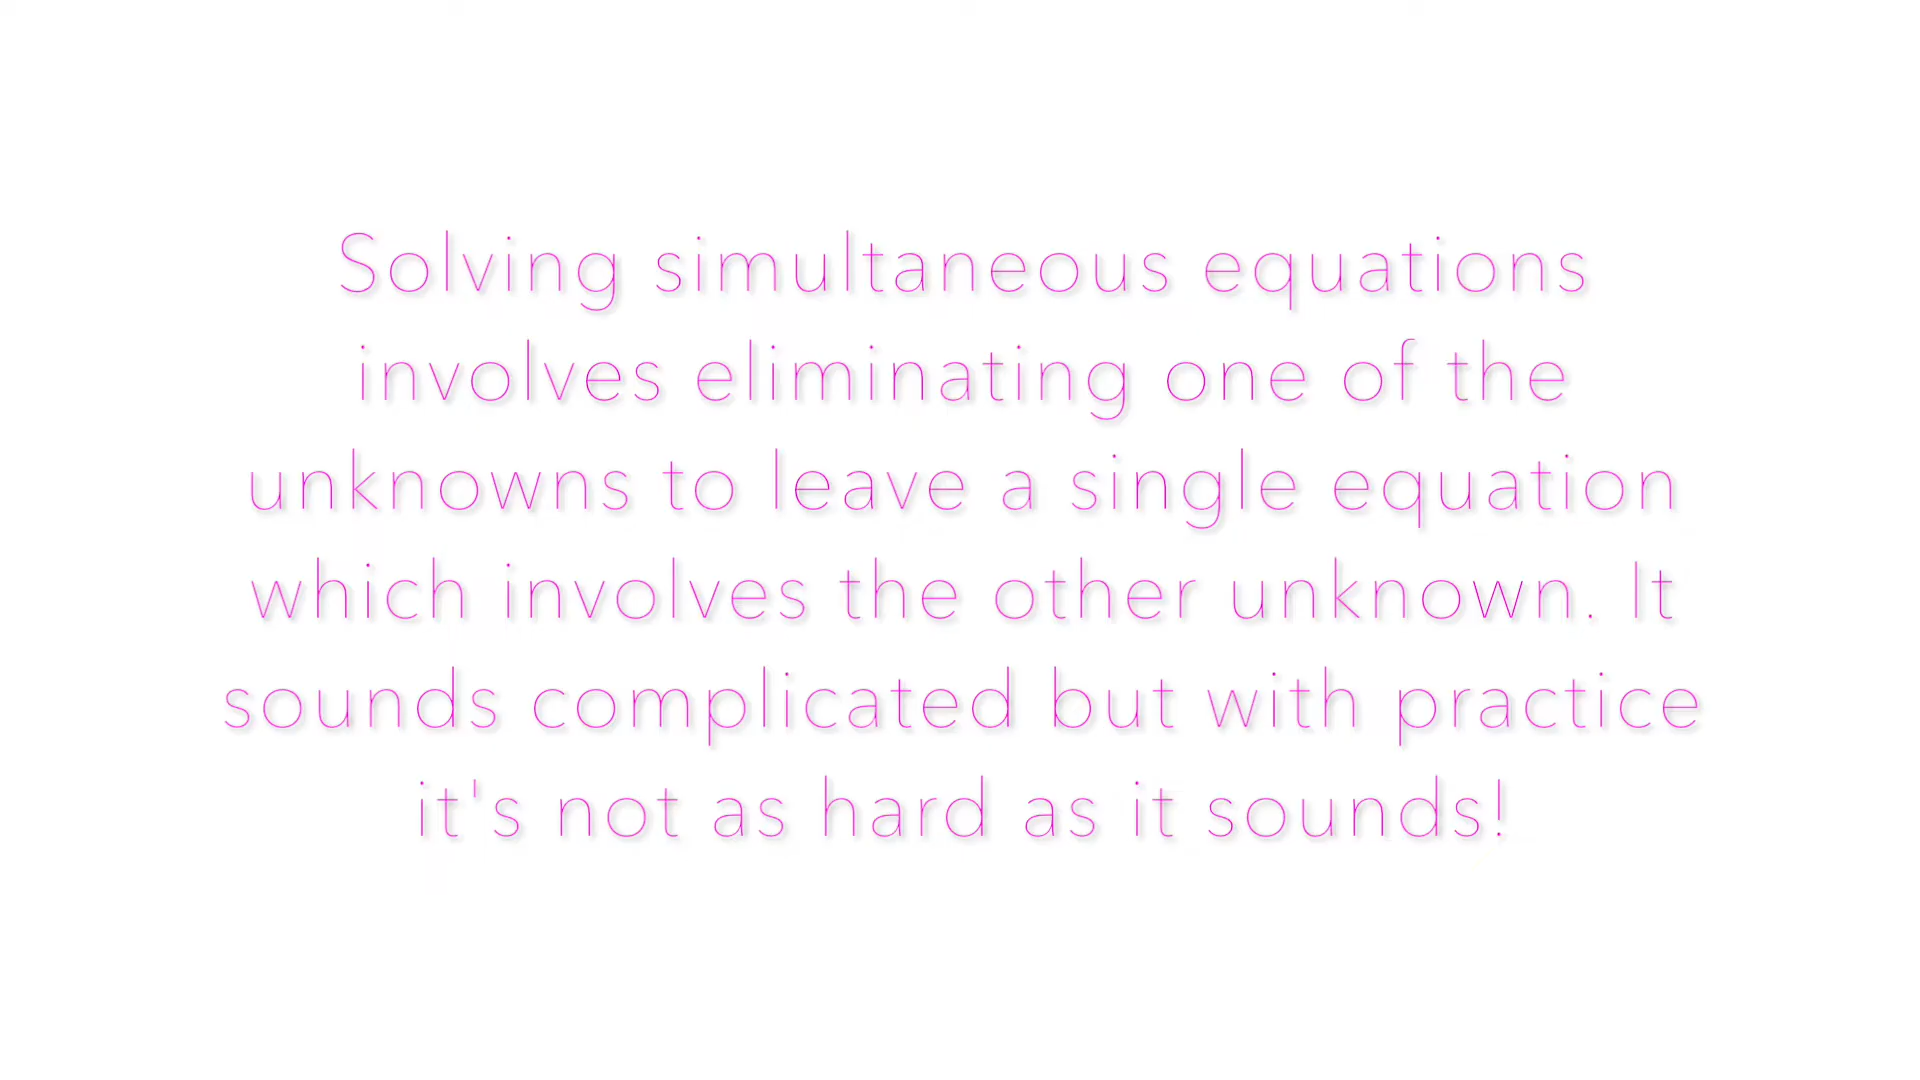 Solving simultaneous equations
involves eliminating one of the
unknowns to leave a single equation
which involves the other unknown. It
sounds complicated but with practice
it's not as hard as it sounds!